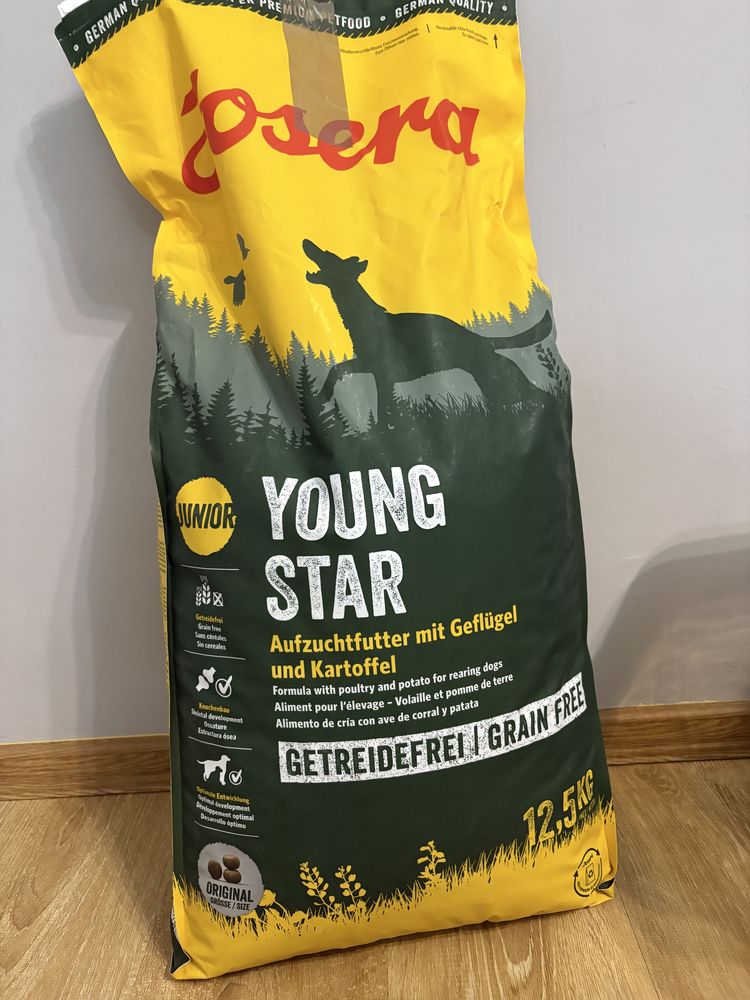 GERMAN QUALITY • SUPER PREMIUM PETFOOD • GERMAN QUALITY
Josera
JUNIOR
YOUNG
STAR
Aufzuchtfutter mit Geflügel
und Kartoffel
Formula with poultry and potato for rearing dogs
Aliment pour l'élevage – Volaille et pomme de terre
Alimento de cría con ave de corral y patata
GETREIDEFREI | GRAIN FREE
Getreidefrei
Grain free
Sans céréales
Sin cereales
Knochenbau
Skeletal development
Ossature
Estructura ósea
Optimale Entwicklung
Optimal development
Développement optimal
Desarrollo óptimo
12,5KG
ORIGINAL
GRÖSSE / SIZE